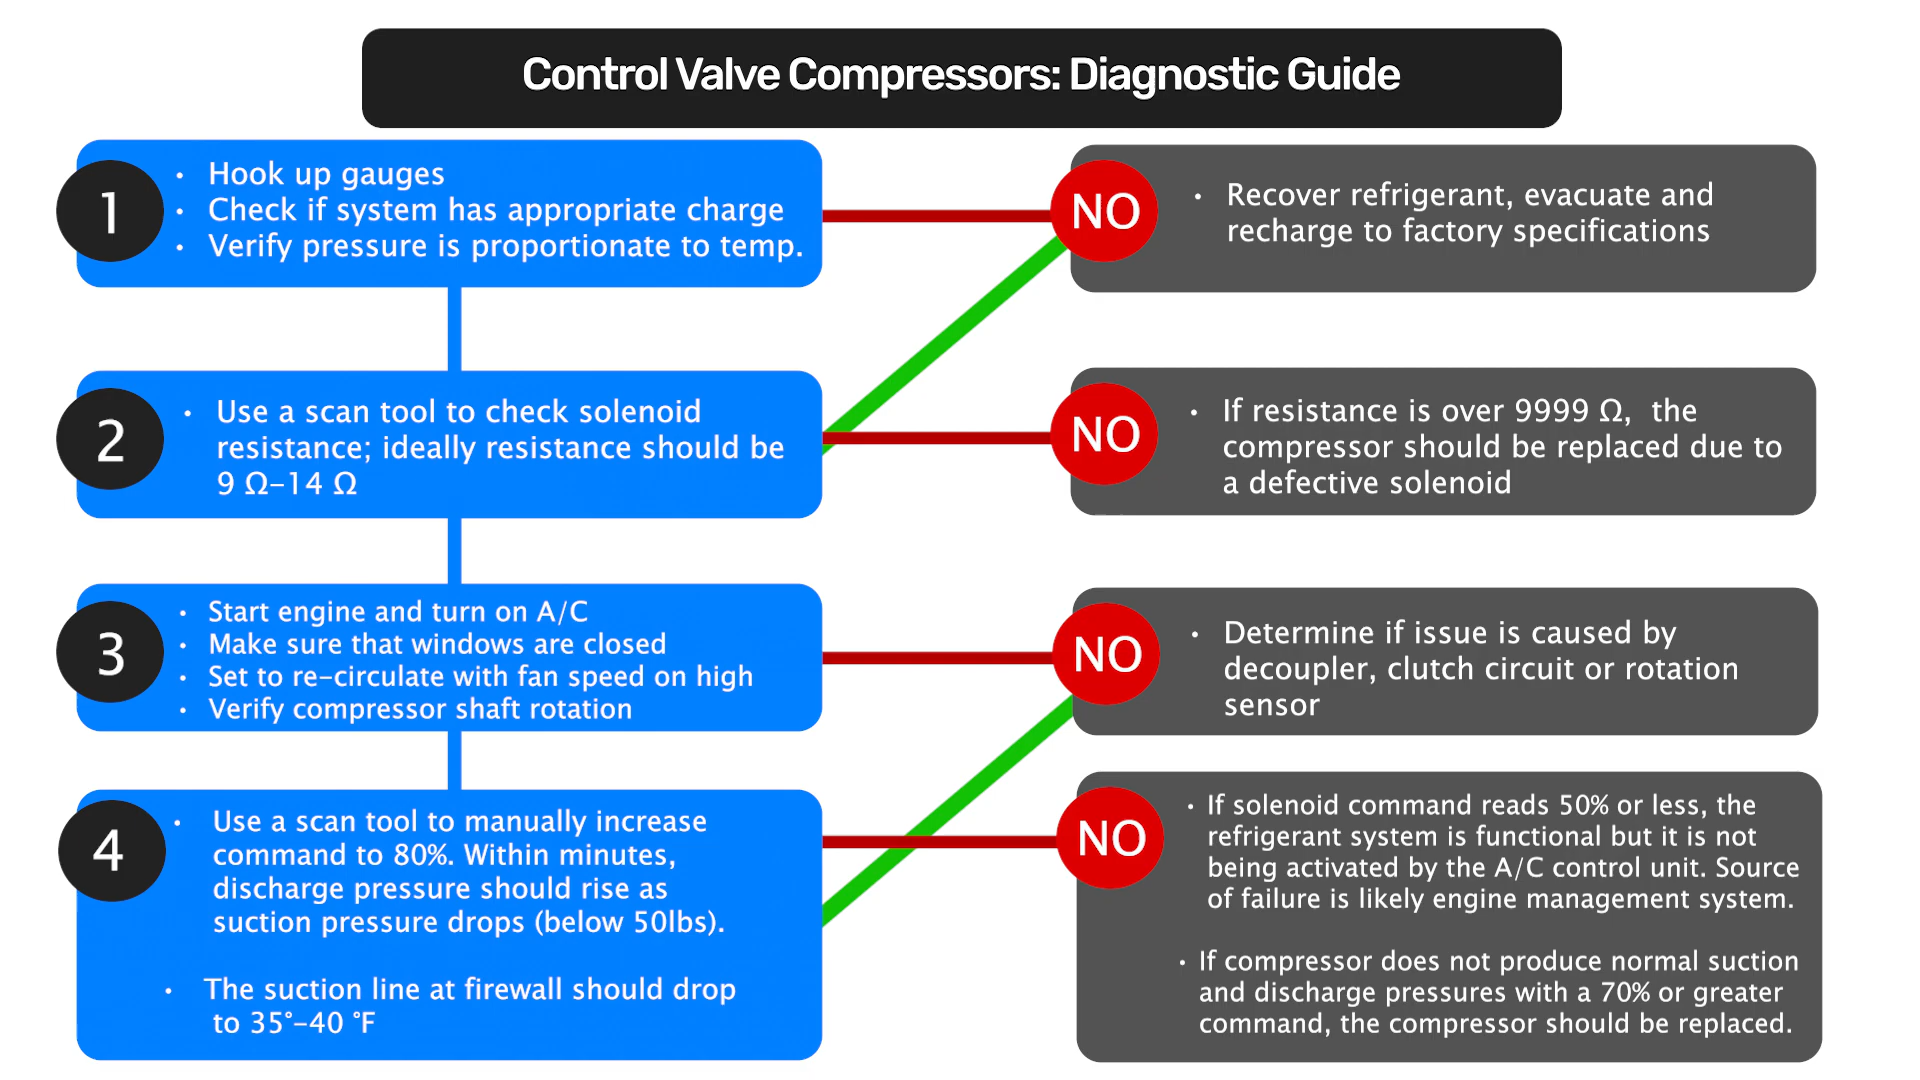 Control Valve Compressors: Diagnostic Guide
1
• Hook up gauges
• Check if system has appropriate charge
• Verify pressure is proportionate to temp.
NO
• Recover refrigerant, evacuate and
recharge to factory specifications
2
• Use a scan tool to check solenoid
resistance; ideally resistance should be
9 Ω-14 Ω
NO
• If resistance is over 9999 Ω, the
compressor should be replaced due to
a defective solenoid
3
• Start engine and turn on A/C
• Make sure that windows are closed
• Set to re-circulate with fan speed on high
• Verify compressor shaft rotation
NO
• Determine if issue is caused by
decoupler, clutch circuit or rotation
sensor
4
• Use a scan tool to manually increase
command to 80%. Within minutes,
discharge pressure should rise as
suction pressure drops (below 50lbs).
• The suction line at firewall should drop
to 35°-40 °F
NO
• If solenoid command reads 50% or less, the
refrigerant system is functional but it is not
being activated by the A/C control unit. Source
of failure is likely engine management system.
• If compressor does not produce normal suction
and discharge pressures with a 70% or greater
command, the compressor should be replaced.